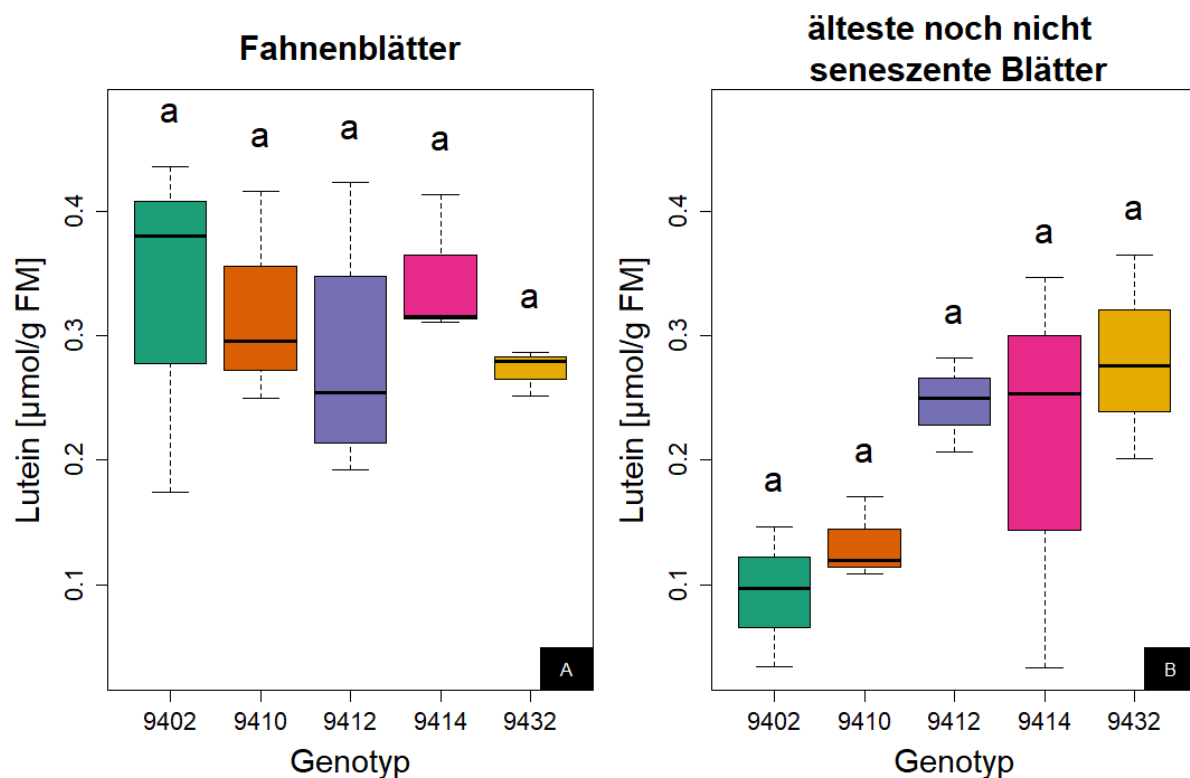 Fahnenblätter
a
a
a
a
a
0.4
0.3
0.2
0.1
Lutein [µmol/g FM]
A
9402 9410 9412 9414 9432
Genotyp
älteste noch nicht
seneszente Blätter
a
a
a
a
a
0.4
0.3
0.2
0.1
Lutein [µmol/g FM]
B
9402 9410 9412 9414 9432
Genotyp